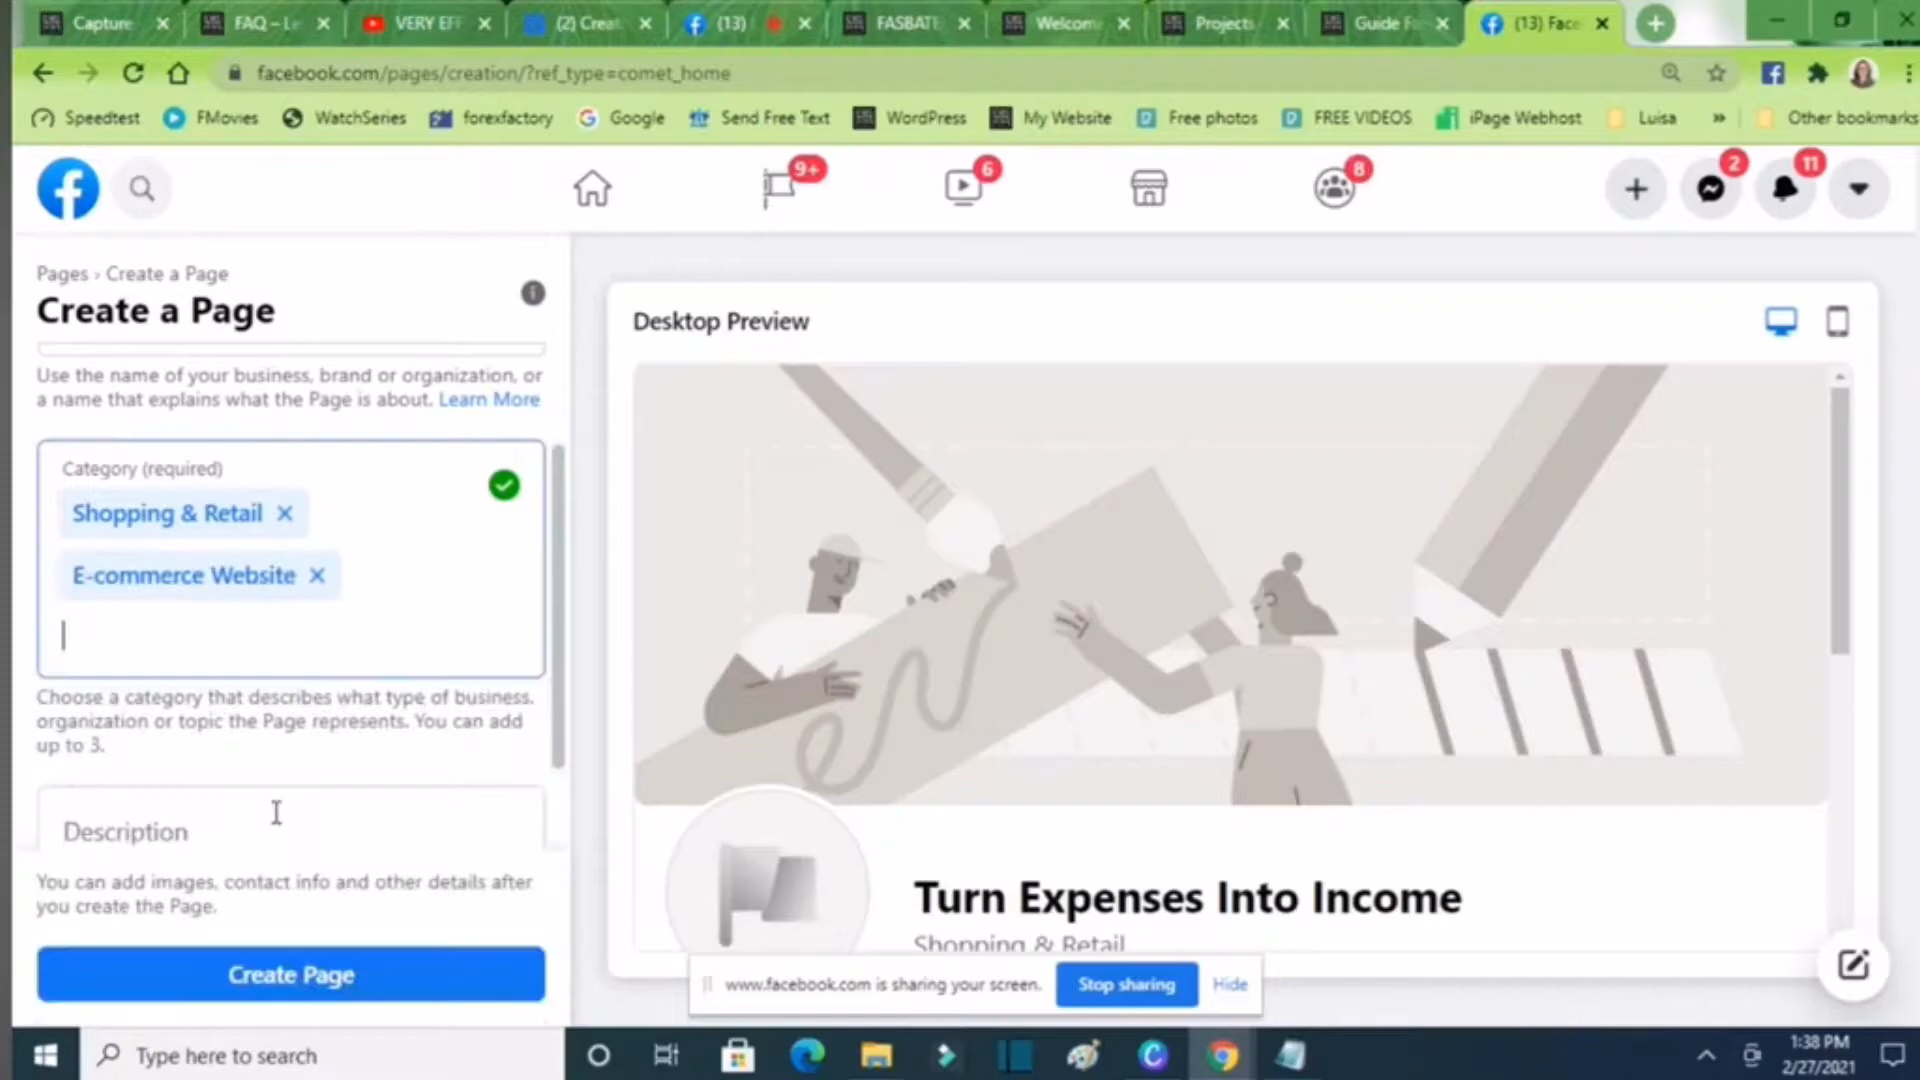 Capture
FAQ – Le
VERY EFF
(2) Creat
(13)
FASBATE
Welcom
Projects
Guide Fo
(13) Face
facebook.com/pages/creation/?ref_type=comet_home
Speedtest
FMovies
WatchSeries
forexfactory
Google
Send Free Text
WordPress
My Website
Free photos
FREE VIDEOS
iPage Webhost
Luisa
»
Other bookmarks
9+
6
8
2
11
Pages › Create a Page
Create a Page
Use the name of your business, brand or organization, or
a name that explains what the Page is about. Learn More
Category (required)
Shopping & Retail
E-commerce Website
Choose a category that describes what type of business,
organization or topic the Page represents. You can add
up to 3.
Description
You can add images, contact info and other details after
you create the Page.
Create Page
Desktop Preview
Turn Expenses Into Income
Shopping & Retail
www.facebook.com is sharing your screen.
Stop sharing
Hide
Type here to search
1:38 PM
2/27/2021